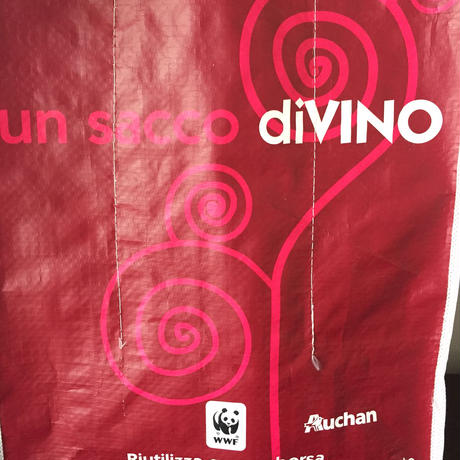 un sacco diVINO
WWF
Auchan
Riutilizza borsa